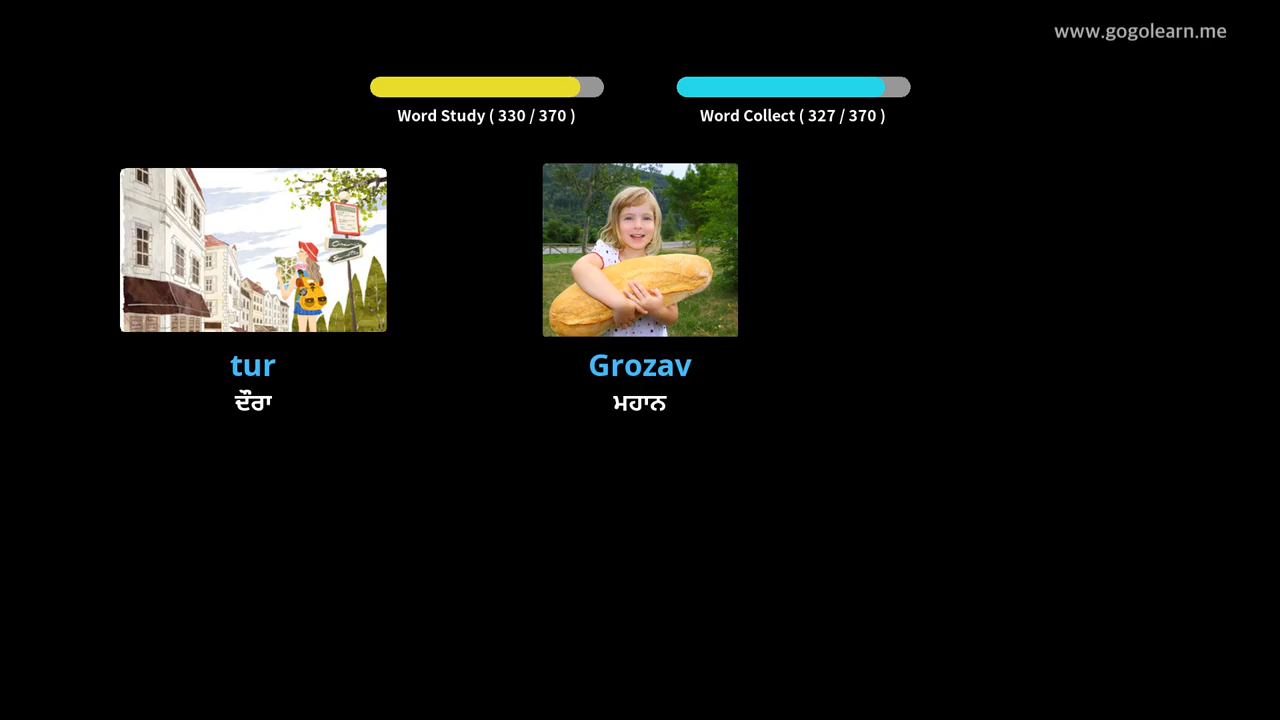 www.gogolearn.me
Word Study ( 330 / 370 )
Word Collect ( 327 / 370 )
tur
ਦੌਰਾ
Grozav
ਮਹਾਨ